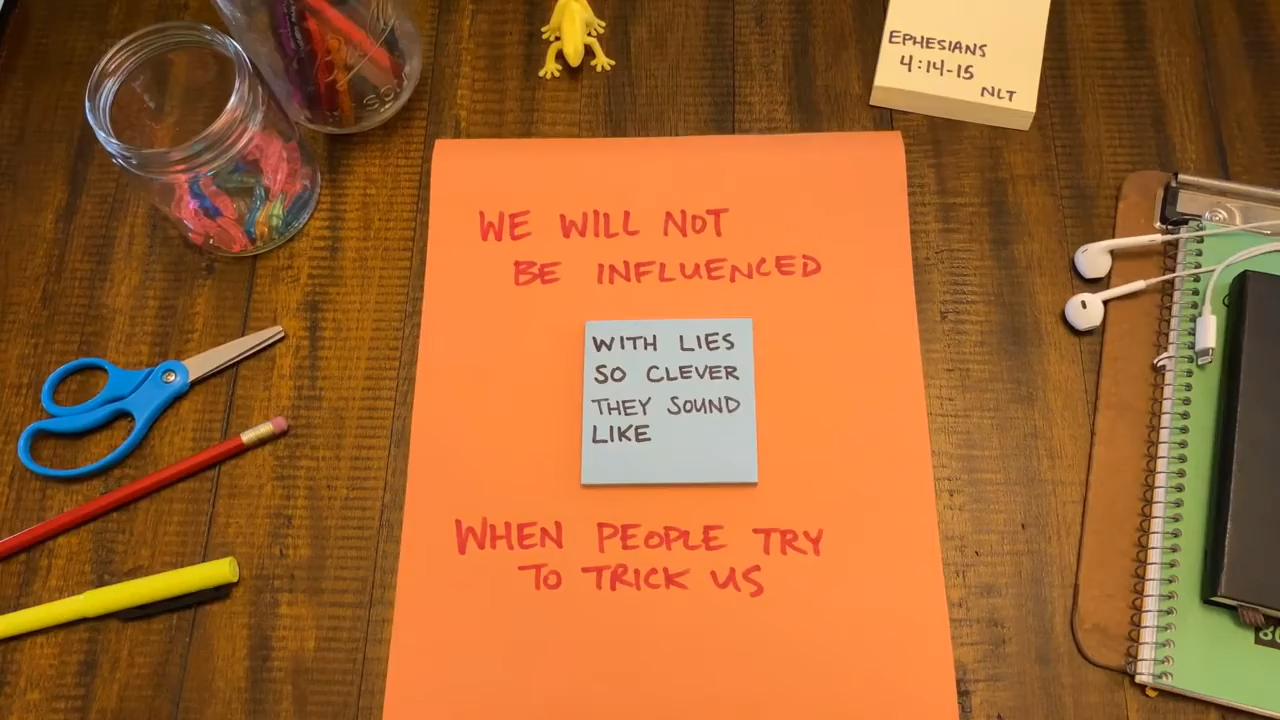 EPHESIANS
4:14-15
NLT
WE WILL NOT
BE INFLUENCED
WITH LIES
SO CLEVER
THEY SOUND
LIKE
WHEN PEOPLE TRY
TO TRICK US